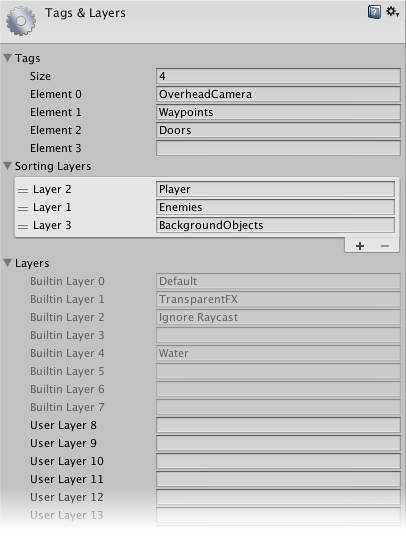 Tags & Layers
Tags
Size 4
Element 0 OverheadCamera
Element 1 Waypoints
Element 2 Doors
Element 3
Sorting Layers
Layer 2 Player
Layer 1 Enemies
Layer 3 BackgroundObjects
+ −
Layers
Builtin Layer 0 Default
Builtin Layer 1 TransparentFX
Builtin Layer 2 Ignore Raycast
Builtin Layer 3
Builtin Layer 4 Water
Builtin Layer 5
Builtin Layer 6
Builtin Layer 7
User Layer 8
User Layer 9
User Layer 10
User Layer 11
User Layer 12
User Layer 13